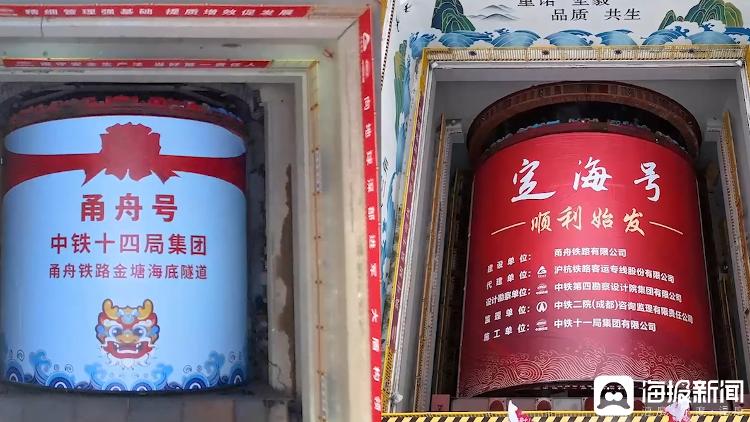 精细管理强基础 提质增效促发展
甬舟号
中铁十四局集团
甬舟铁路金塘海底隧道
重诺 坚毅
品质 共生
定海号
顺利始发
建设单位: 甬舟铁路有限公司
代建单位: 沪杭铁路客运专线股份有限公司
设计勘察单位: 中铁第四勘察设计院集团有限公司
监理单位: 中铁二院(成都)咨询监理有限责任公司
施工单位: 中铁十一局集团有限公司
海报新闻